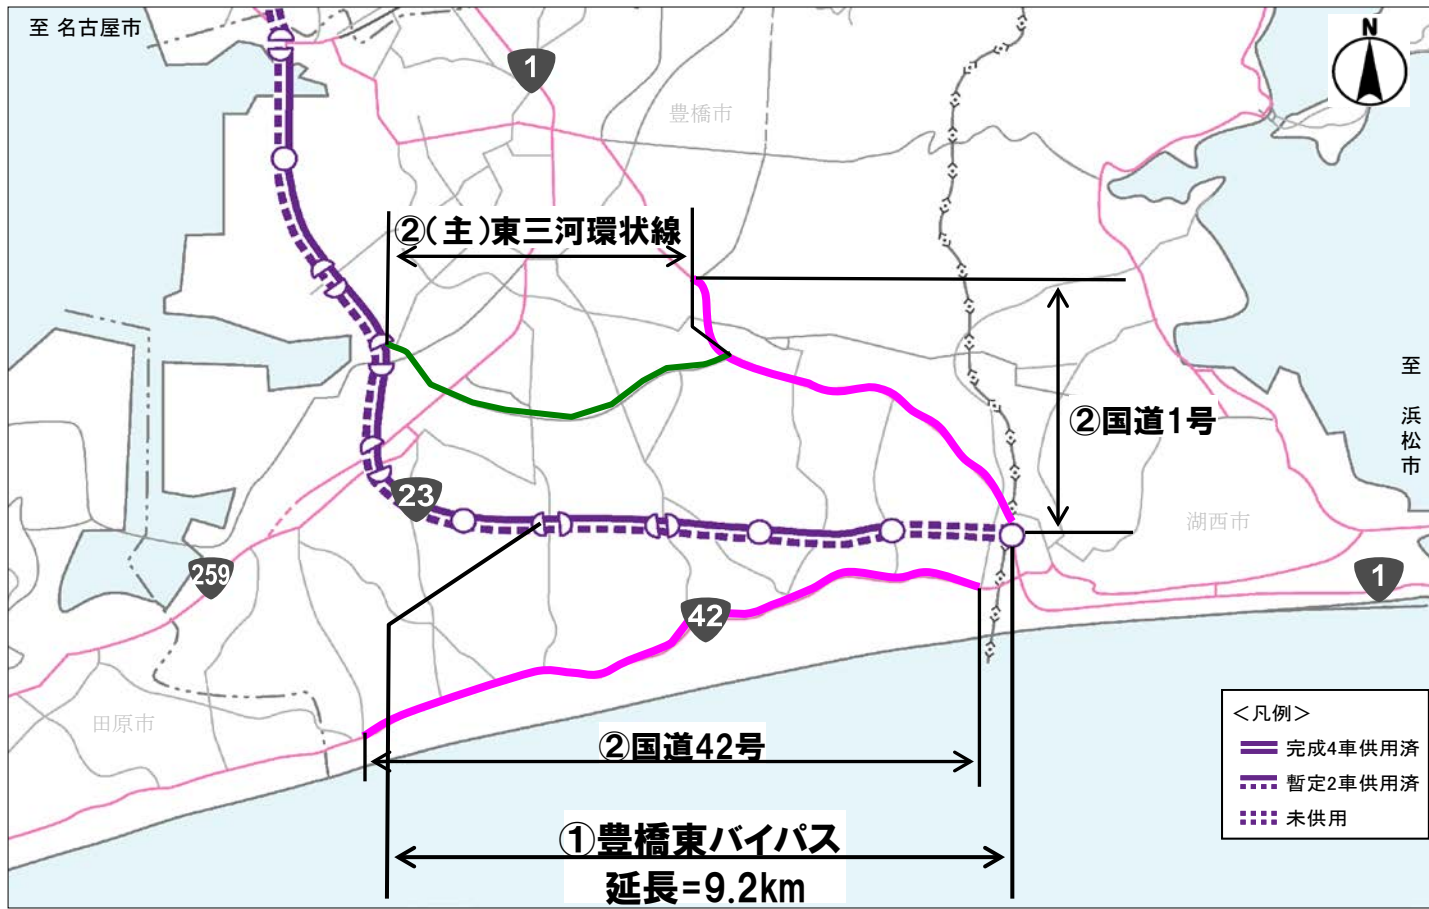 至 名古屋市
N
1
豊橋市
②(主)東三河環状線
至 浜松市
②国道1号
23
湖西市
259
1
42
田原市
②国道42号
<凡例>
完成4車供用済
暫定2車供用済
未供用
①豊橋東バイパス
延長=9.2km